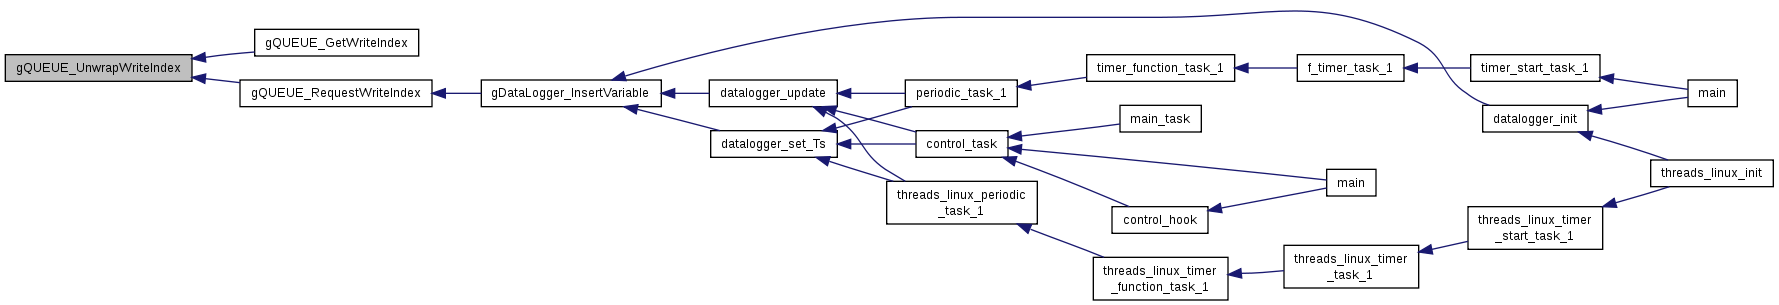 gQUEUE_UnwrapWriteIndex
gQUEUE_GetWriteIndex
gQUEUE_RequestWriteIndex
gDataLogger_InsertVariable
datalogger_update
datalogger_set_Ts
periodic_task_1
control_task
threads_linux_periodic
_task_1
timer_function_task_1
main_task
control_hook
threads_linux_timer
_function_task_1
f_timer_task_1
main
threads_linux_timer
_task_1
timer_start_task_1
datalogger_init
threads_linux_timer
_start_task_1
main
threads_linux_init